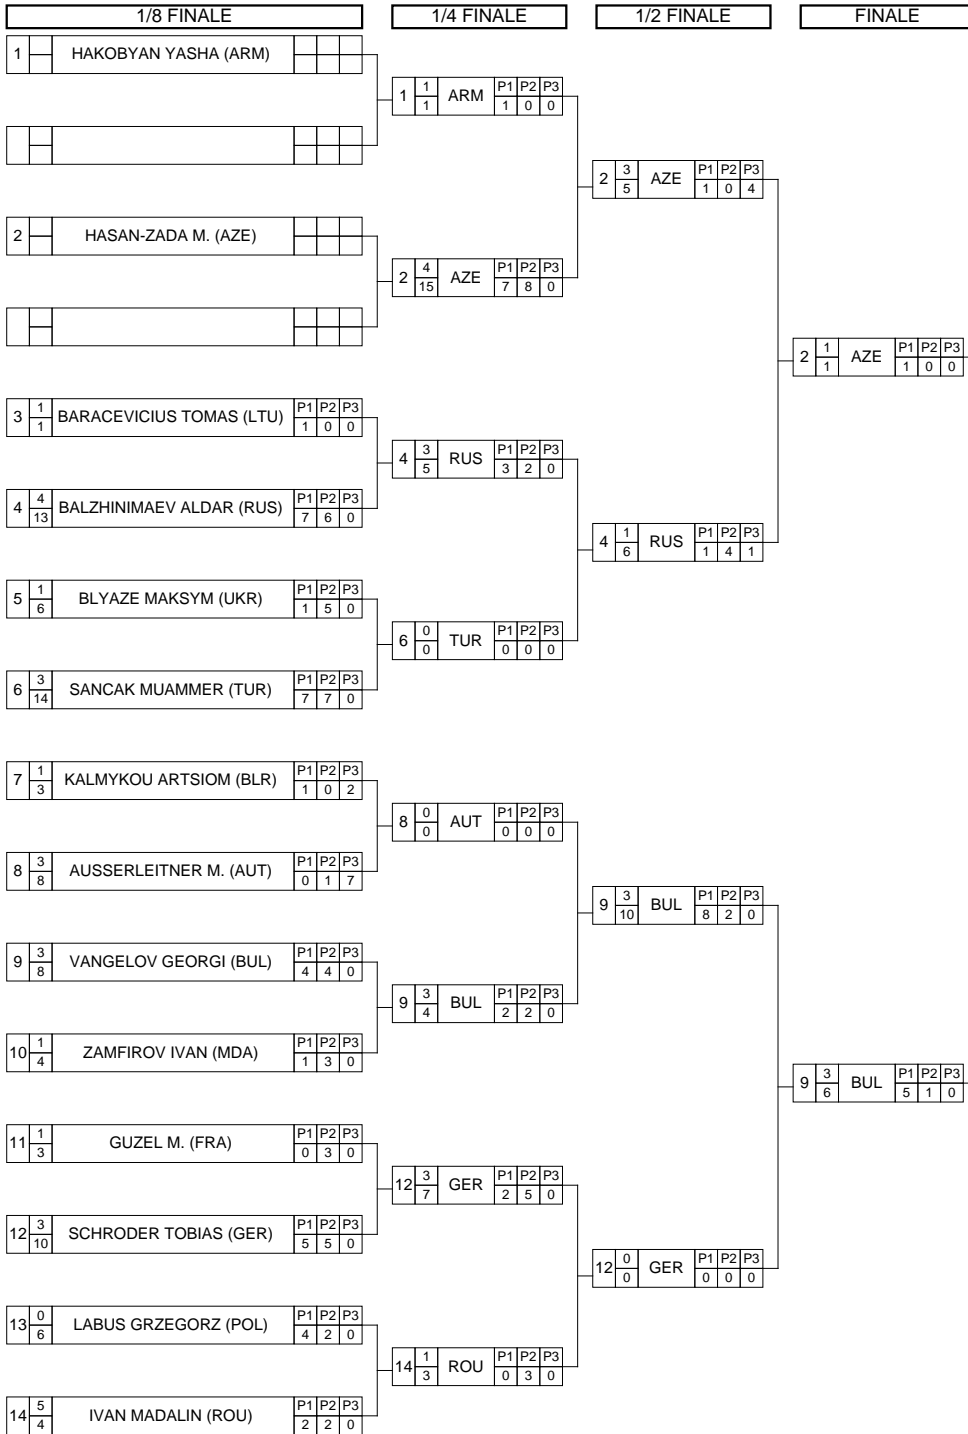 1/8 FINALE
1/4 FINALE
1/2 FINALE
FINALE
1 HAKOBYAN YASHA (ARM)
1 1 ARM P1 P2 P3
1 1 0 0
2 3 AZE P1 P2 P3
5 1 0 4
2 HASAN-ZADA M. (AZE)
2 4 AZE P1 P2 P3
15 7 8 0
2 1 AZE P1 P2 P3
1 1 0 0
3 1 BARACEVICIUS TOMAS (LTU) P1 P2 P3
1 1 0 0
4 3 RUS P1 P2 P3
5 3 2 0
4 4 BALZHINIMAEV ALDAR (RUS) P1 P2 P3
13 7 6 0
4 1 RUS P1 P2 P3
6 1 4 1
5 1 BLYAZE MAKSYM (UKR) P1 P2 P3
6 1 5 0
6 0 TUR P1 P2 P3
0 0 0 0
6 3 SANCAK MUAMMER (TUR) P1 P2 P3
14 7 7 0
7 1 KALMYKOU ARTSIOM (BLR) P1 P2 P3
3 1 0 2
8 0 AUT P1 P2 P3
0 0 0 0
8 3 AUSSERLEITNER M. (AUT) P1 P2 P3
8 0 1 7
9 3 BUL P1 P2 P3
10 8 2 0
9 3 VANGELOV GEORGI (BUL) P1 P2 P3
8 4 4 0
9 3 BUL P1 P2 P3
4 2 2 0
10 1 ZAMFIROV IVAN (MDA) P1 P2 P3
4 1 3 0
9 3 BUL P1 P2 P3
6 5 1 0
11 1 GUZEL M. (FRA) P1 P2 P3
3 0 3 0
12 3 GER P1 P2 P3
7 2 5 0
12 3 SCHRODER TOBIAS (GER) P1 P2 P3
10 5 5 0
12 0 GER P1 P2 P3
0 0 0 0
13 0 LABUS GRZEGORZ (POL) P1 P2 P3
6 4 2 0
14 1 ROU P1 P2 P3
3 0 3 0
14 5 IVAN MADALIN (ROU) P1 P2 P3
4 2 2 0